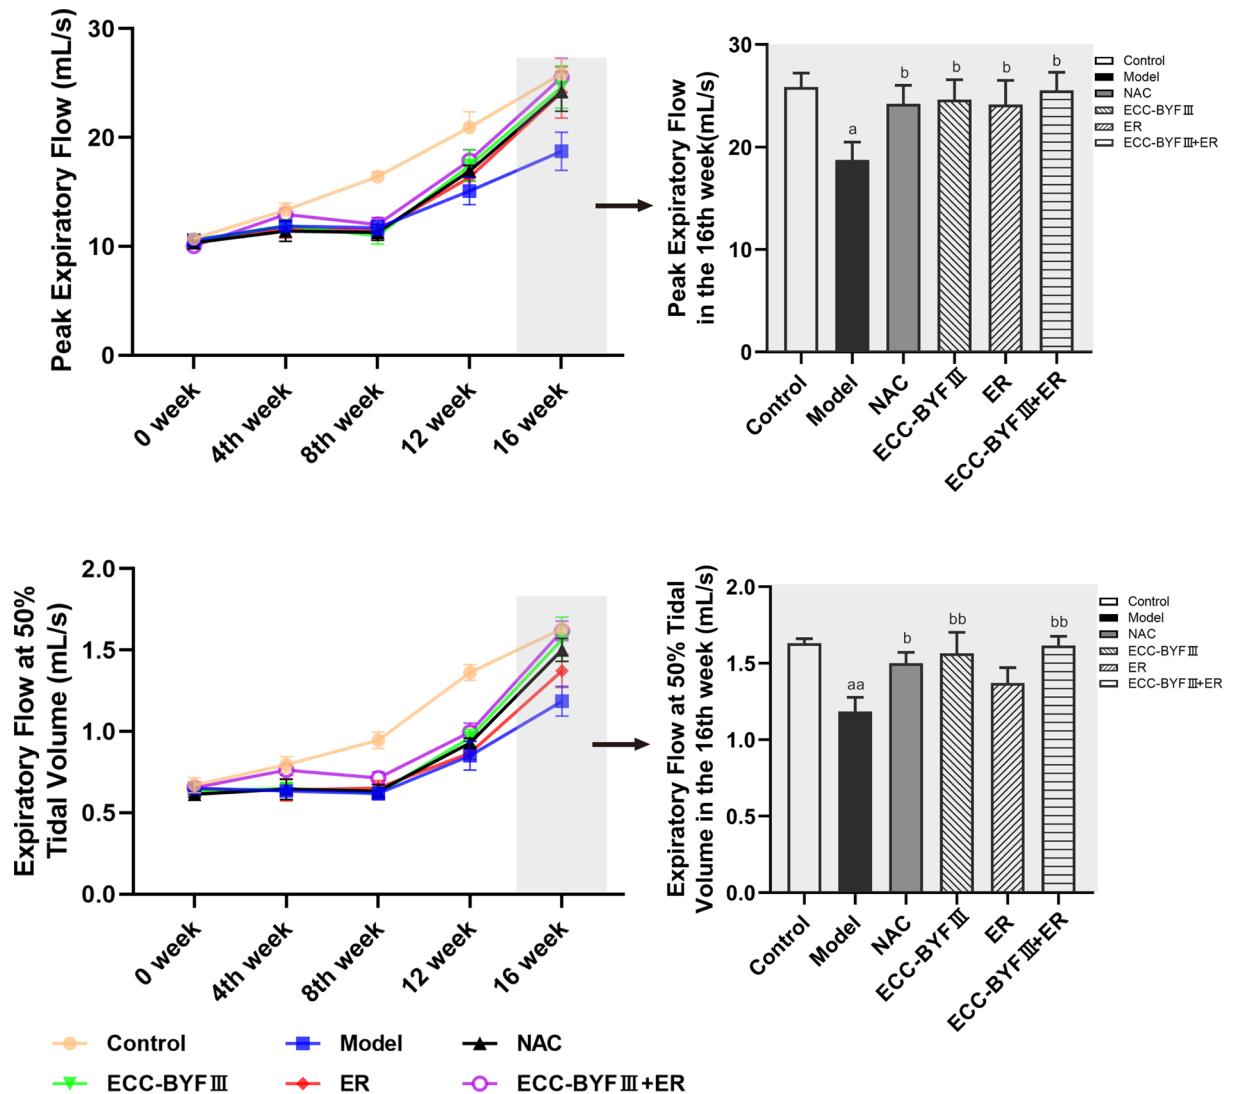 Peak Expiratory Flow (mL/s)
30
20
10
0
0 week
4th week
8th week
12 week
16 week
Peak Expiratory Flow
in the 16th week(mL/s)
30
20
10
0
a
b
b
b
b
Control
Model
NAC
ECC-BYFⅢ
ER
ECC-BYFⅢ+ER
Control
Model
NAC
ECC-BYFⅢ
ER
ECC-BYFⅢ+ER
Expiratory Flow at 50%
Tidal Volume (mL/s)
2.0
1.5
1.0
0.5
0.0
0 week
4th week
8th week
12 week
16 week
Expiratory Flow at 50% Tidal
Volume in the 16th week (mL/s)
2.0
1.5
1.0
0.5
0.0
aa
b
bb
bb
Control
Model
NAC
ECC-BYFⅢ
ER
ECC-BYFⅢ+ER
Control
Model
NAC
ECC-BYFⅢ
ER
ECC-BYFⅢ+ER
Control
Model
NAC
ECC-BYFⅢ
ER
ECC-BYFⅢ+ER